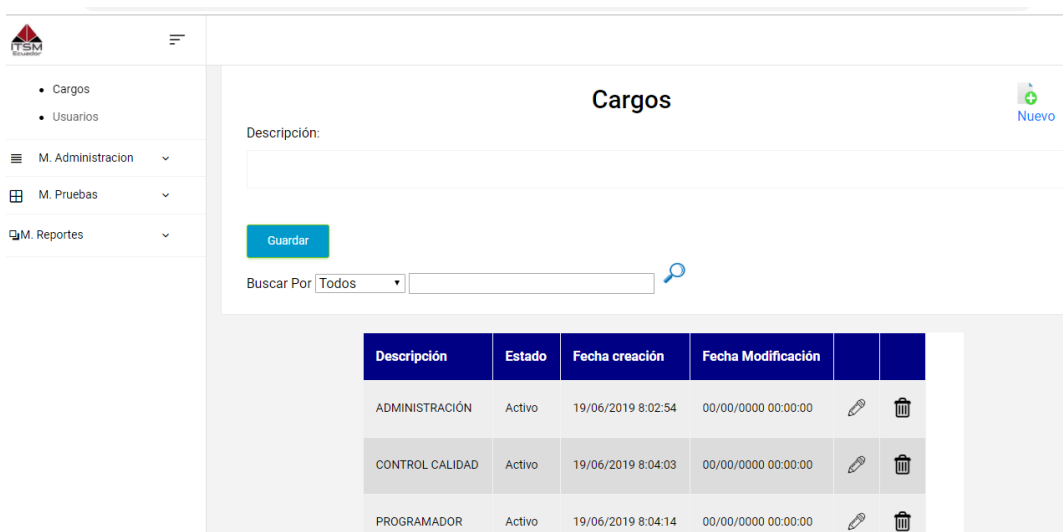 ITSM
Ecuador
Cargos
Usuarios
M. Administracion
M. Pruebas
M. Reportes
Cargos
Nuevo
Descripción:
Guardar
Buscar Por Todos
Descripción Estado Fecha creación Fecha Modificación
ADMINISTRACIÓN Activo 19/06/2019 8:02:54 00/00/0000 00:00:00
CONTROL CALIDAD Activo 19/06/2019 8:04:03 00/00/0000 00:00:00
PROGRAMADOR Activo 19/06/2019 8:04:14 00/00/0000 00:00:00